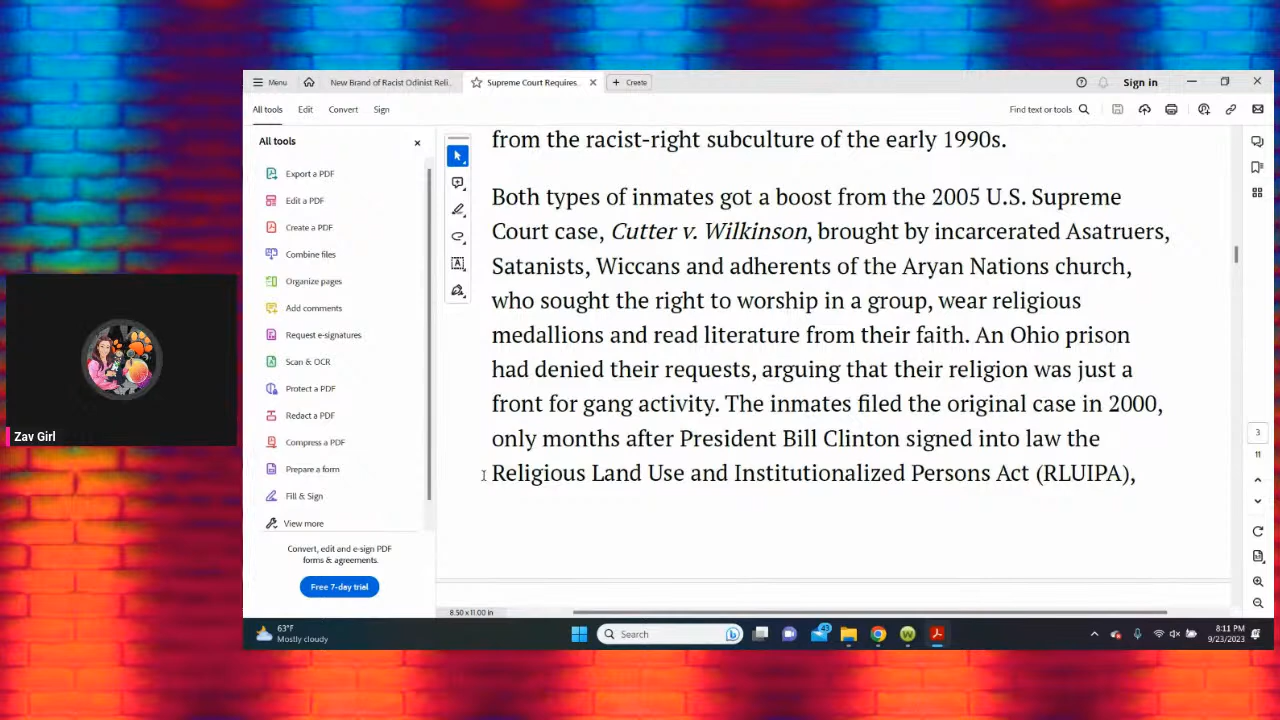 Menu
New Brand of Racist Odinist Reli...
Supreme Court Requires...
Create
Sign in
All tools
Edit
Convert
Sign
Find text or tools
All tools
Export a PDF
Edit a PDF
Create a PDF
Combine files
Organize pages
Add comments
Request e-signatures
Scan & OCR
Protect a PDF
Redact a PDF
Compress a PDF
Prepare a form
Fill & Sign
View more
Convert, edit and e-sign PDF
forms & agreements.
Free 7-day trial
from the racist-right subculture of the early 1990s.
Both types of inmates got a boost from the 2005 U.S. Supreme
Court case, Cutter v. Wilkinson, brought by incarcerated Asatruers,
Satanists, Wiccans and adherents of the Aryan Nations church,
who sought the right to worship in a group, wear religious
medallions and read literature from their faith. An Ohio prison
had denied their requests, arguing that their religion was just a
front for gang activity. The inmates filed the original case in 2000,
only months after President Bill Clinton signed into law the
Religious Land Use and Institutionalized Persons Act (RLUIPA),
3
11
8.50 x 11.00 in
Zav Girl
63°F
Mostly cloudy
Search
43
8:11 PM
9/23/2023